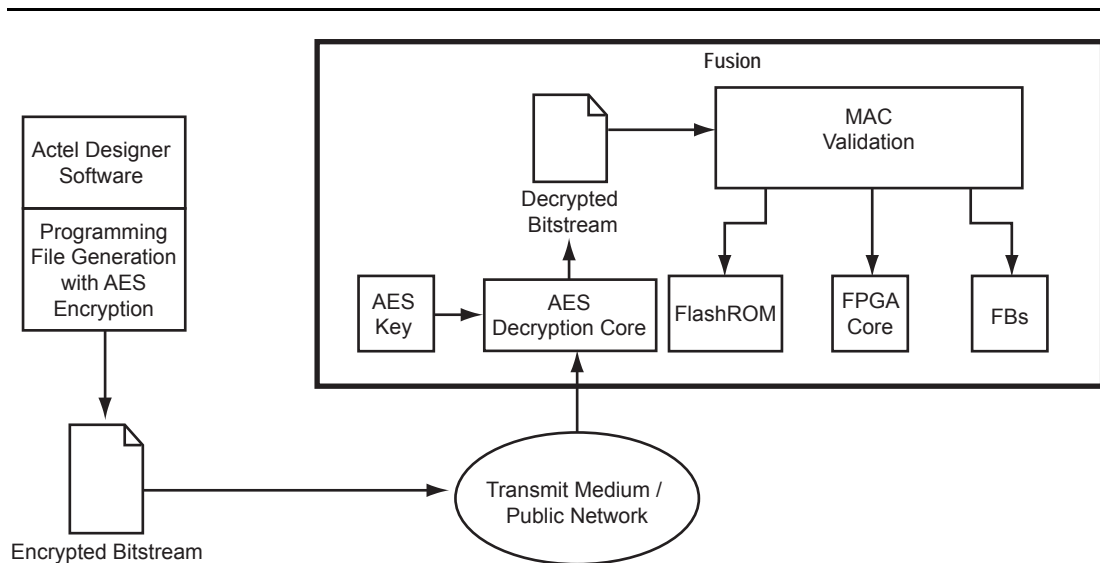 Fusion
Actel Designer
Software
Programming
File Generation
with AES
Encryption
MAC
Validation
Decrypted
Bitstream
AES
Key
AES
Decryption Core
FlashROM
FPGA
Core
FBs
Transmit Medium /
Public Network
Encrypted Bitstream